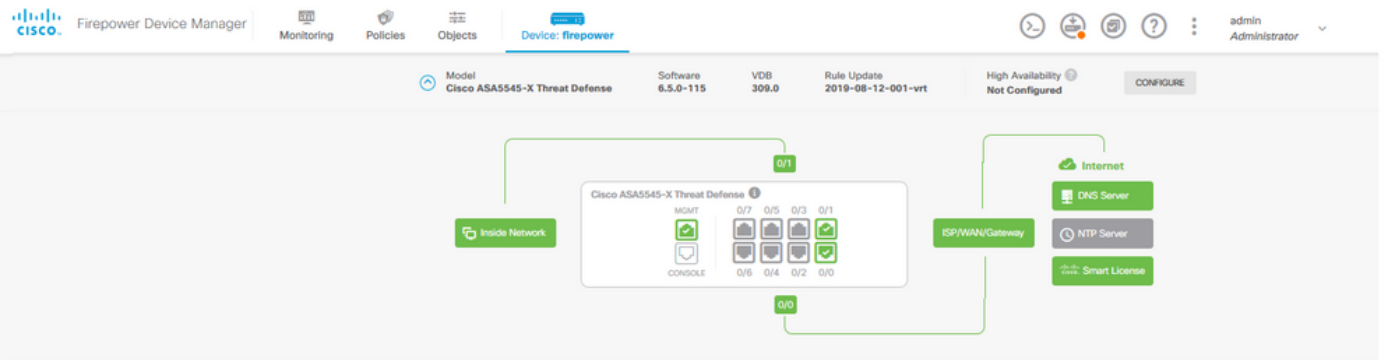 CISCO
Firepower Device Manager
Monitoring
Policies
Objects
Device: firepower
admin
Administrator
Model
Cisco ASA5545-X Threat Defense
Software
6.5.0-115
VDB
309.0
Rule Update
2019-08-12-001-vrt
High Availability
Not Configured
CONFIGURE
0/1
Internet
Cisco ASA5545-X Threat Defense
DNS Server
MGMT 0/7 0/5 0/3 0/1
Inside Network
ISP/WAN/Gateway
NTP Server
CONSOLE 0/6 0/4 0/2 0/0
Smart License
0/0